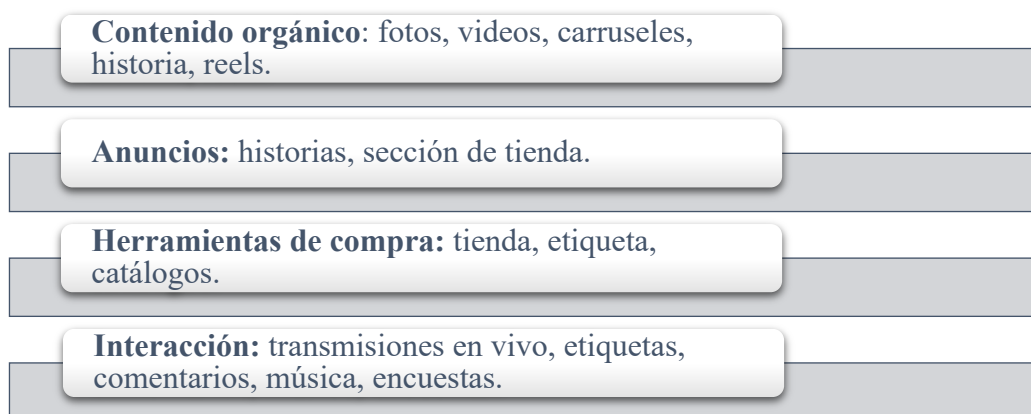 Contenido orgánico: fotos, videos, carruseles,
historia, reels.
Anuncios: historias, sección de tienda.
Herramientas de compra: tienda, etiqueta,
catálogos.
Interacción: transmisiones en vivo, etiquetas,
comentarios, música, encuestas.